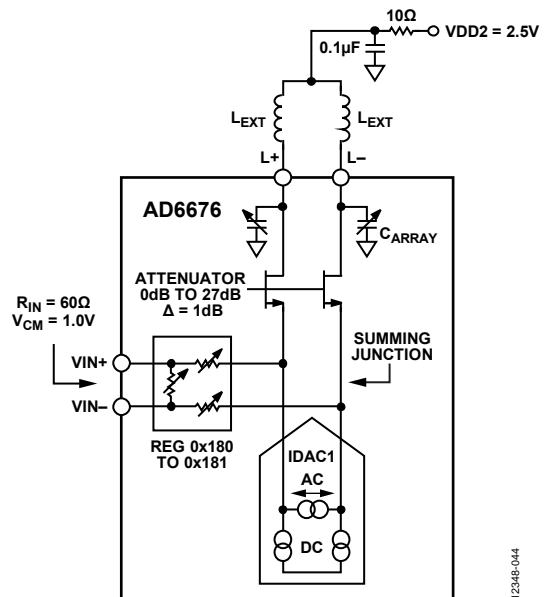 10Ω
VDD2 = 2.5V
0.1µF
LEXT
LEXT
L+
L–
AD6676
CARRAY
ATTENUATOR
0dB TO 27dB
Δ = 1dB
RIN = 60Ω
VCM = 1.0V
SUMMING
JUNCTION
VIN+
VIN–
REG 0x180
TO 0x181
IDAC1
AC
DC
12348-044